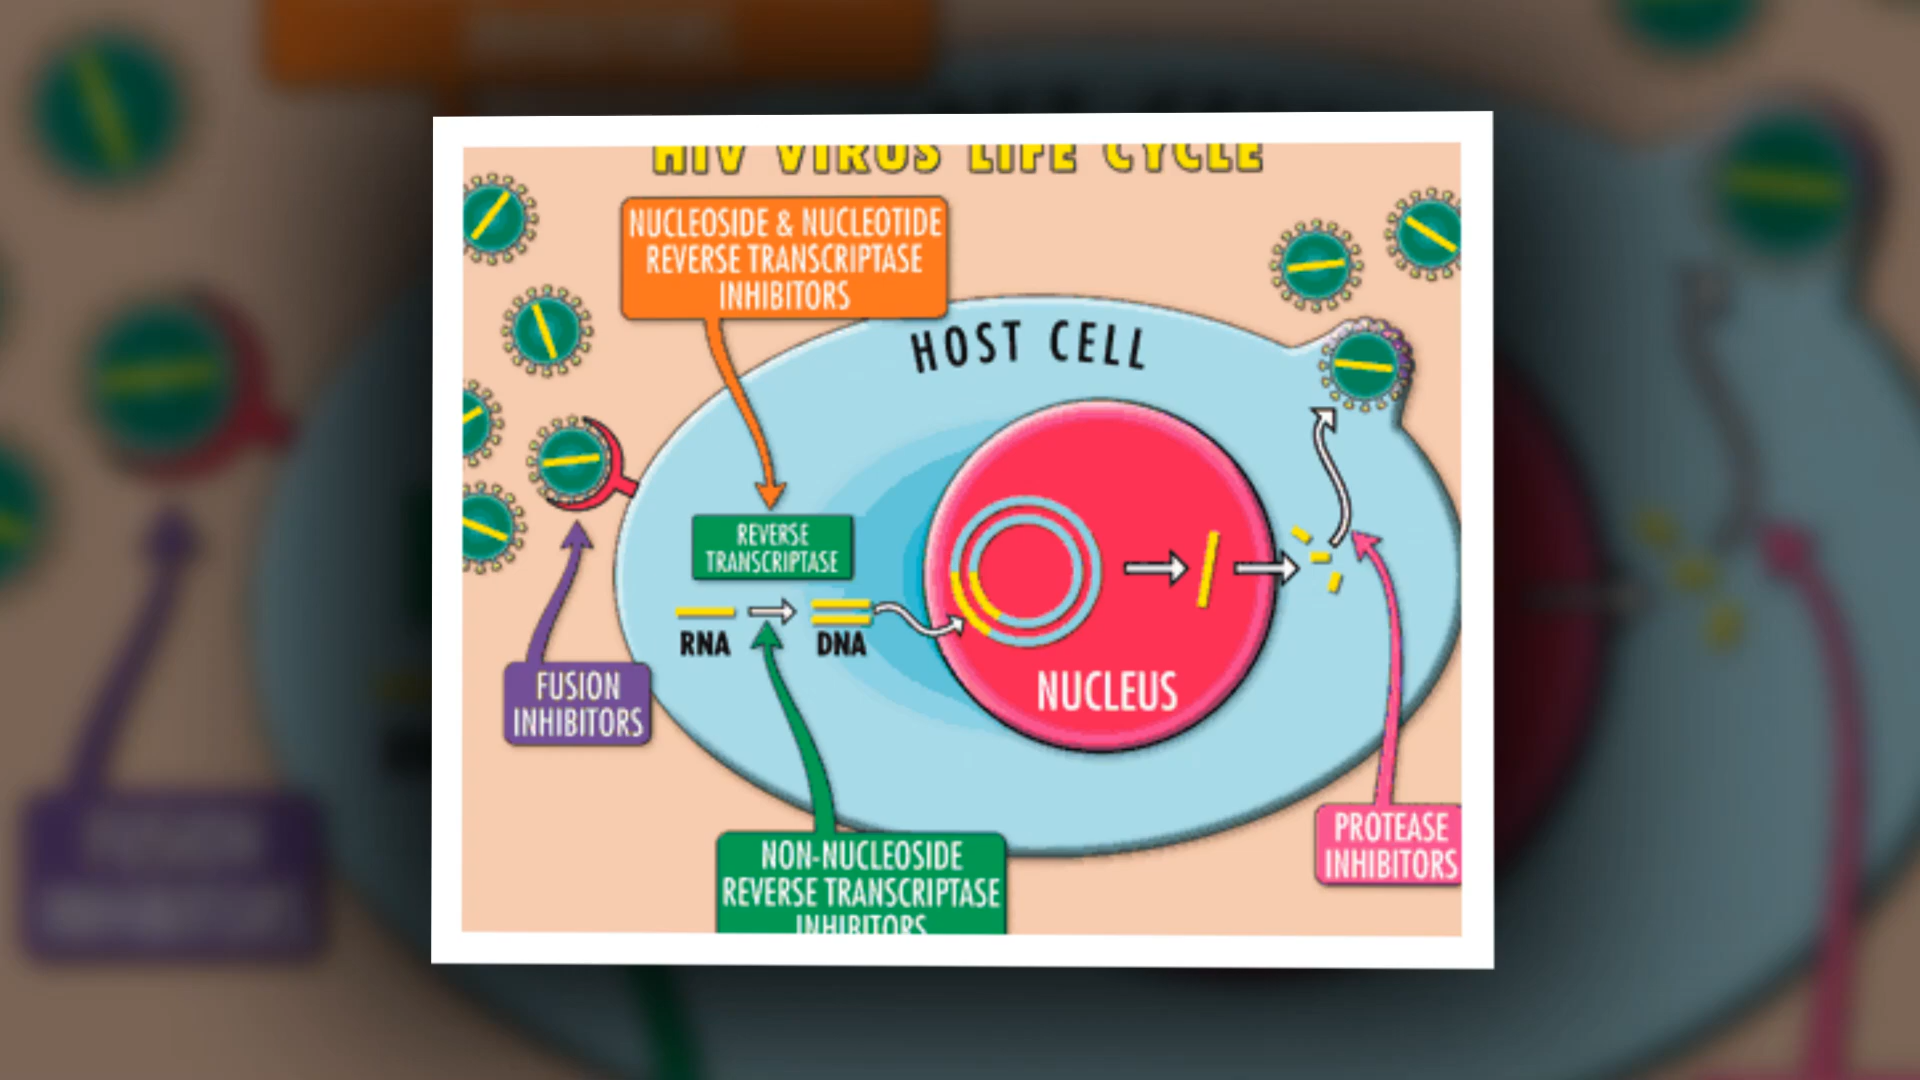 HIV VIRUS LIFE CYCLE
NUCLEOSIDE & NUCLEOTIDE
REVERSE TRANSCRIPTASE
INHIBITORS
HOST CELL
REVERSE
TRANSCRIPTASE
RNA
DNA
NUCLEUS
FUSION
INHIBITORS
PROTEASE
INHIBITORS
NON-NUCLEOSIDE
REVERSE TRANSCRIPTASE
INHIBITORS